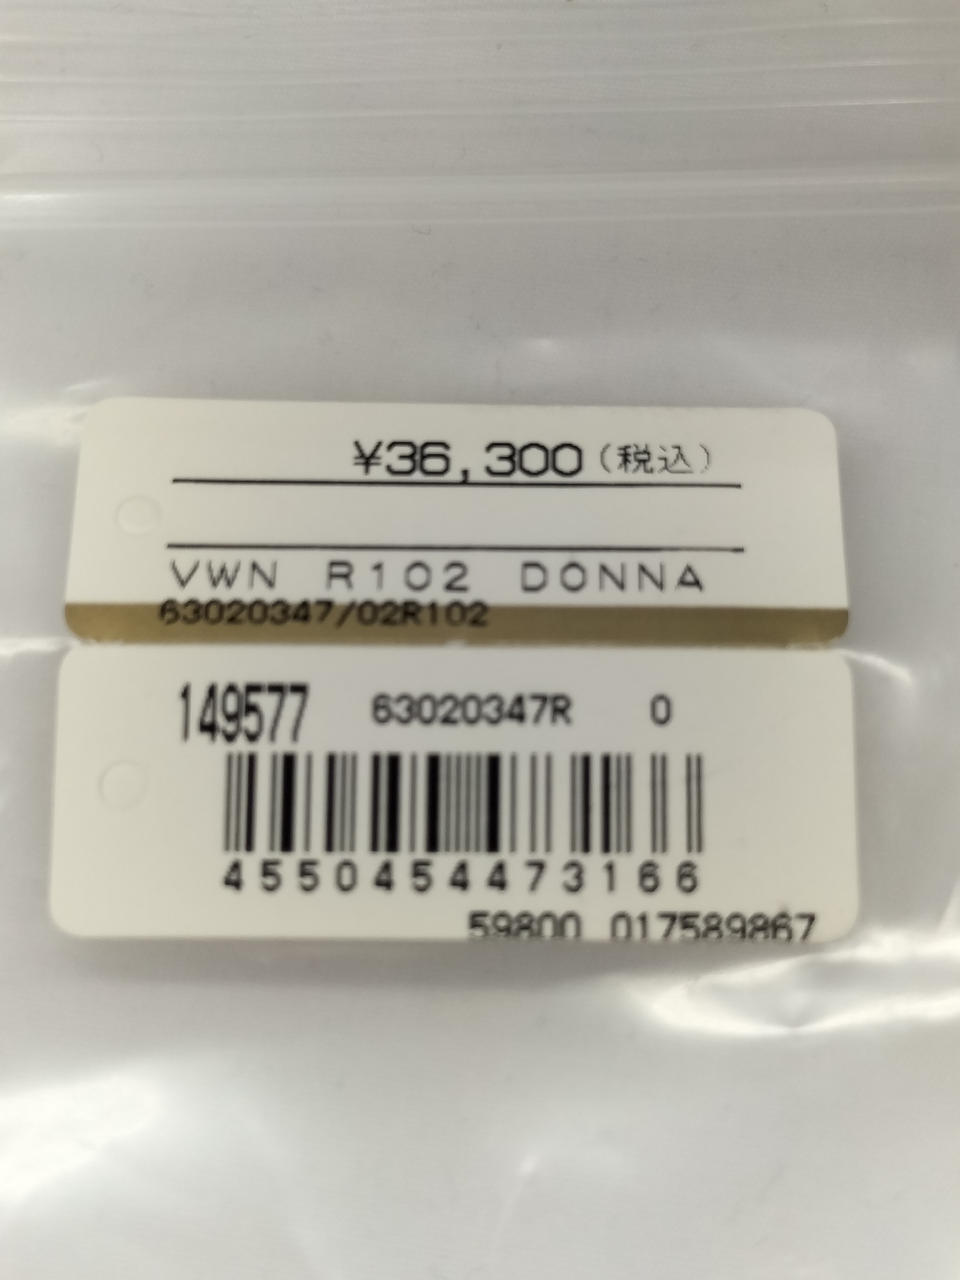 ¥36,300(税込)
VWN R102 DONNA
63020347/02R102
149577 63020347R 0
4550454473166
59800 017589867